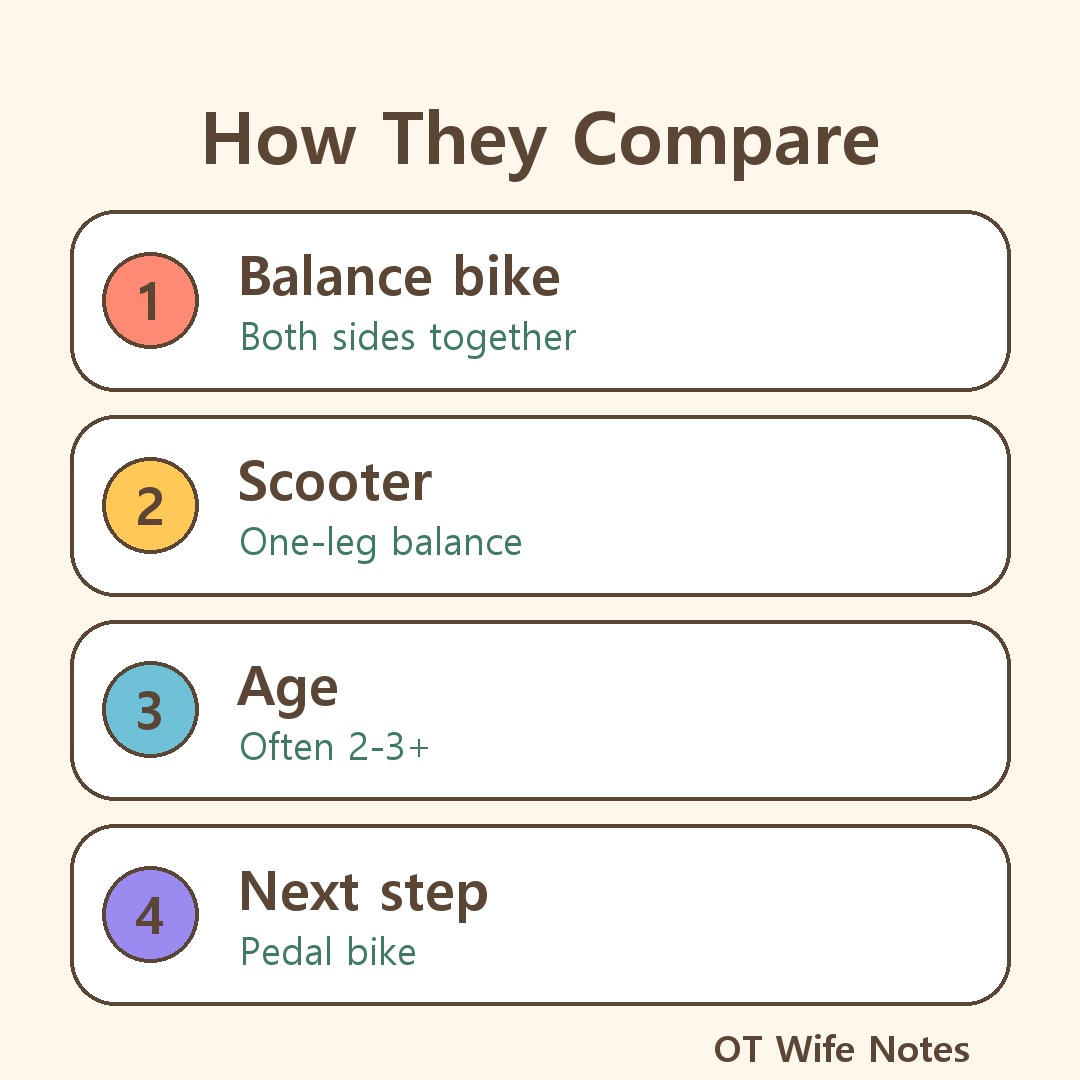 How They Compare
1
Balance bike
Both sides together
2
Scooter
One-leg balance
3
Age
Often 2-3+
4
Next step
Pedal bike
OT Wife Notes